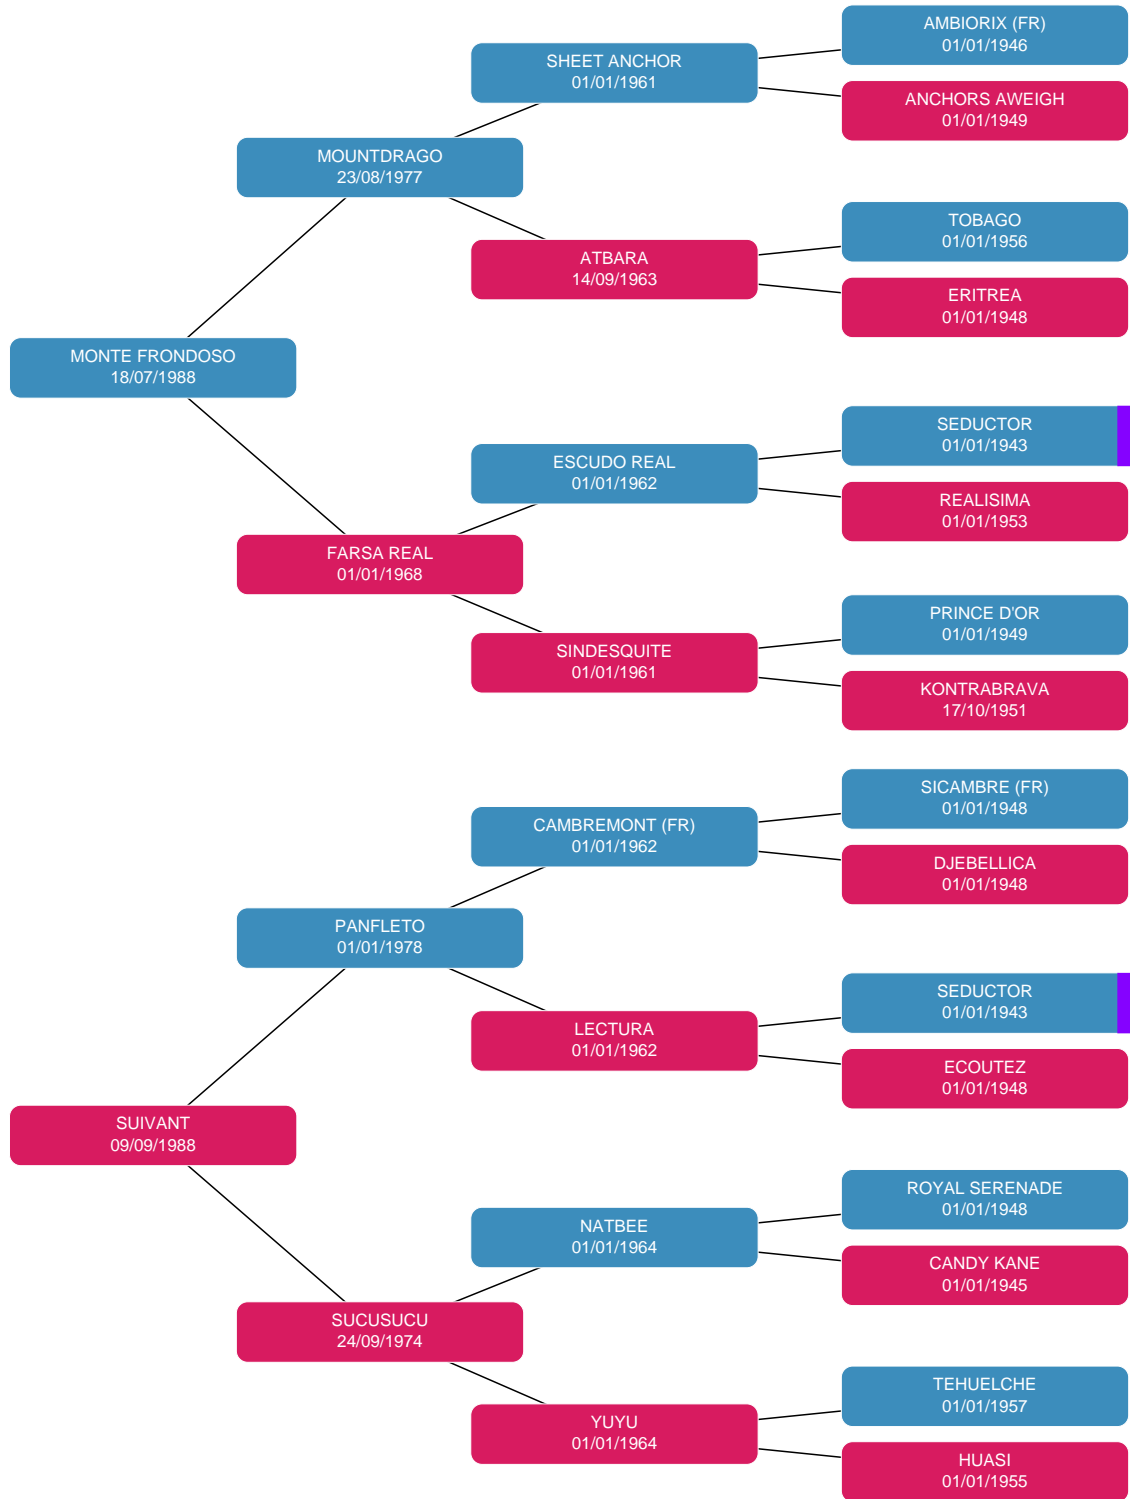 AMBIORIX (FR)
01/01/1946
SHEET ANCHOR
01/01/1961
ANCHORS AWEIGH
01/01/1949
MOUNTDRAGO
23/08/1977
TOBAGO
01/01/1956
ATBARA
14/09/1963
ERITREA
01/01/1948
MONTE FRONDOSO
18/07/1988
SEDUCTOR
01/01/1943
ESCUDO REAL
01/01/1962
REALISIMA
01/01/1953
FARSA REAL
01/01/1968
PRINCE D'OR
01/01/1949
SINDESQUITE
01/01/1961
KONTRABRAVA
17/10/1951
SICAMBRE (FR)
01/01/1948
CAMBREMONT (FR)
01/01/1962
DJEBELLICA
01/01/1948
PANFLETO
01/01/1978
SEDUCTOR
01/01/1943
LECTURA
01/01/1962
ECOUTEZ
01/01/1948
SUIVANT
09/09/1988
ROYAL SERENADE
01/01/1948
NATBEE
01/01/1964
CANDY KANE
01/01/1945
SUCUSUCU
24/09/1974
TEHUELCHE
01/01/1957
YUYU
01/01/1964
HUASI
01/01/1955